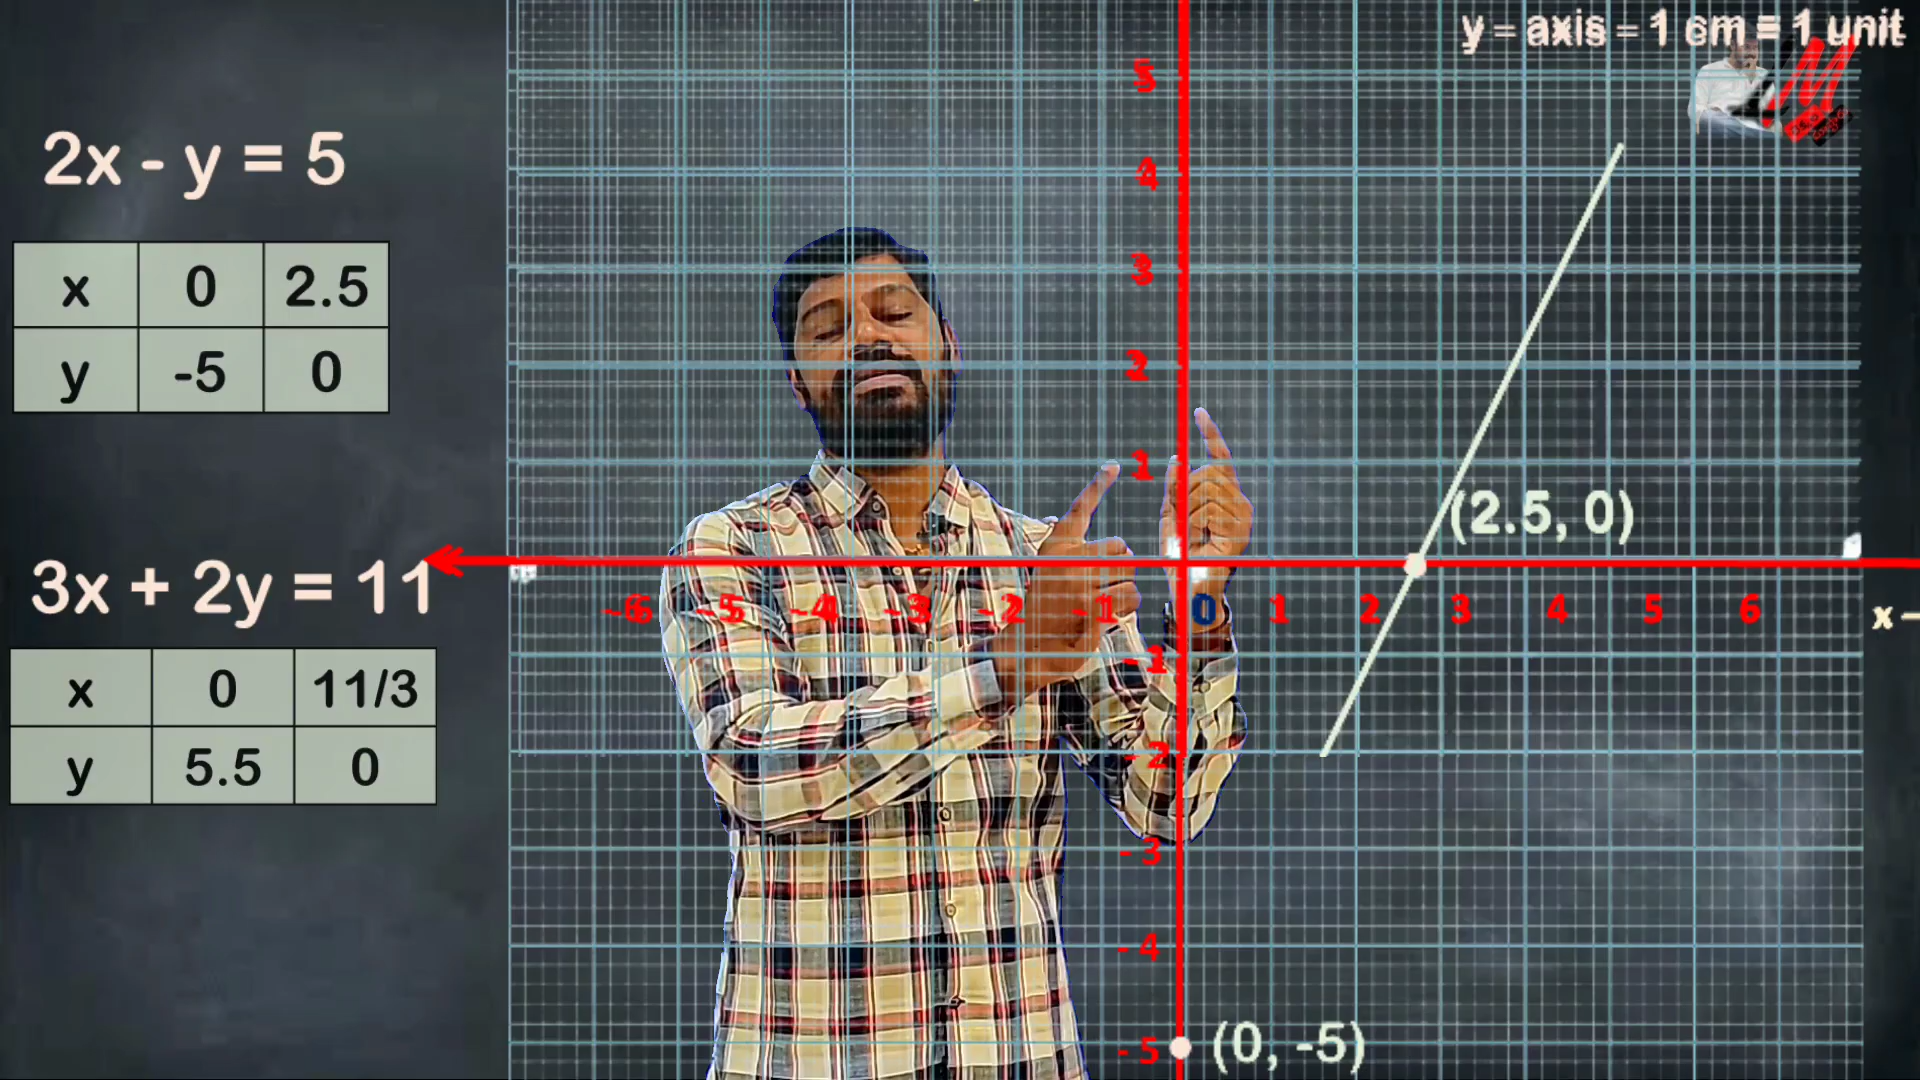 y = axis = 1 cm = 1 unit
2x - y = 5
x 0 2.5
y -5 0
3x + 2y = 11
x 0 11/3
y 5.5 0
5
4
3
2
1
(2.5, 0)
-6 -5 -4 -3 -2 -1 0 1 2 3 4 5 6
x -
-1
-2
-3
-4
-5
(0, -5)